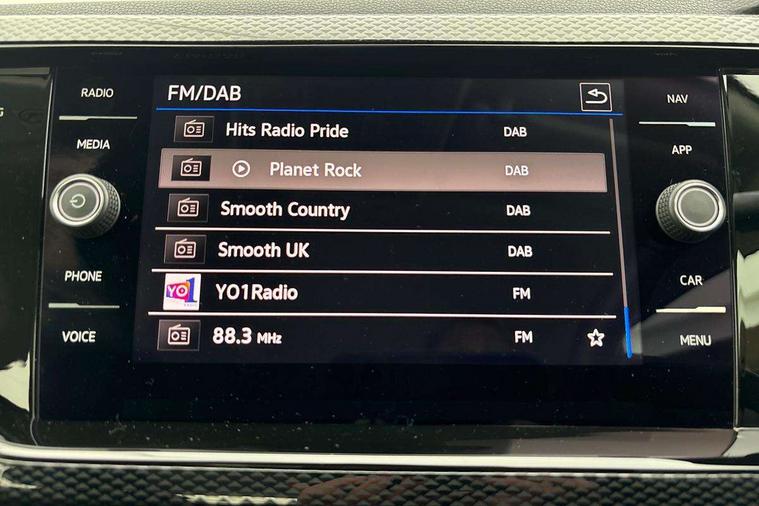 RADIO
MEDIA
PHONE
VOICE
FM/DAB
Hits Radio Pride DAB
Planet Rock DAB
Smooth Country DAB
Smooth UK DAB
YO1 YO1Radio FM
88.3 MHz FM
NAV
APP
CAR
MENU